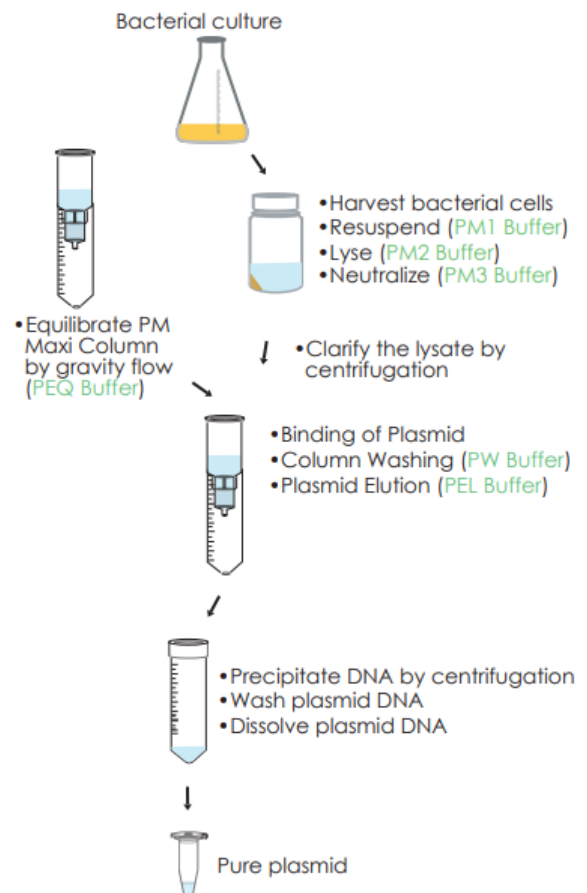 Bacterial culture
•Harvest bacterial cells
•Resuspend (PM1 Buffer)
•Lyse (PM2 Buffer)
•Neutralize (PM3 Buffer)
•Equilibrate PM
Maxi Column
by gravity flow
(PEQ Buffer)
•Clarify the lysate by
centrifugation
•Binding of Plasmid
•Column Washing (PW Buffer)
•Plasmid Elution (PEL Buffer)
•Precipitate DNA by centrifugation
•Wash plasmid DNA
•Dissolve plasmid DNA
Pure plasmid